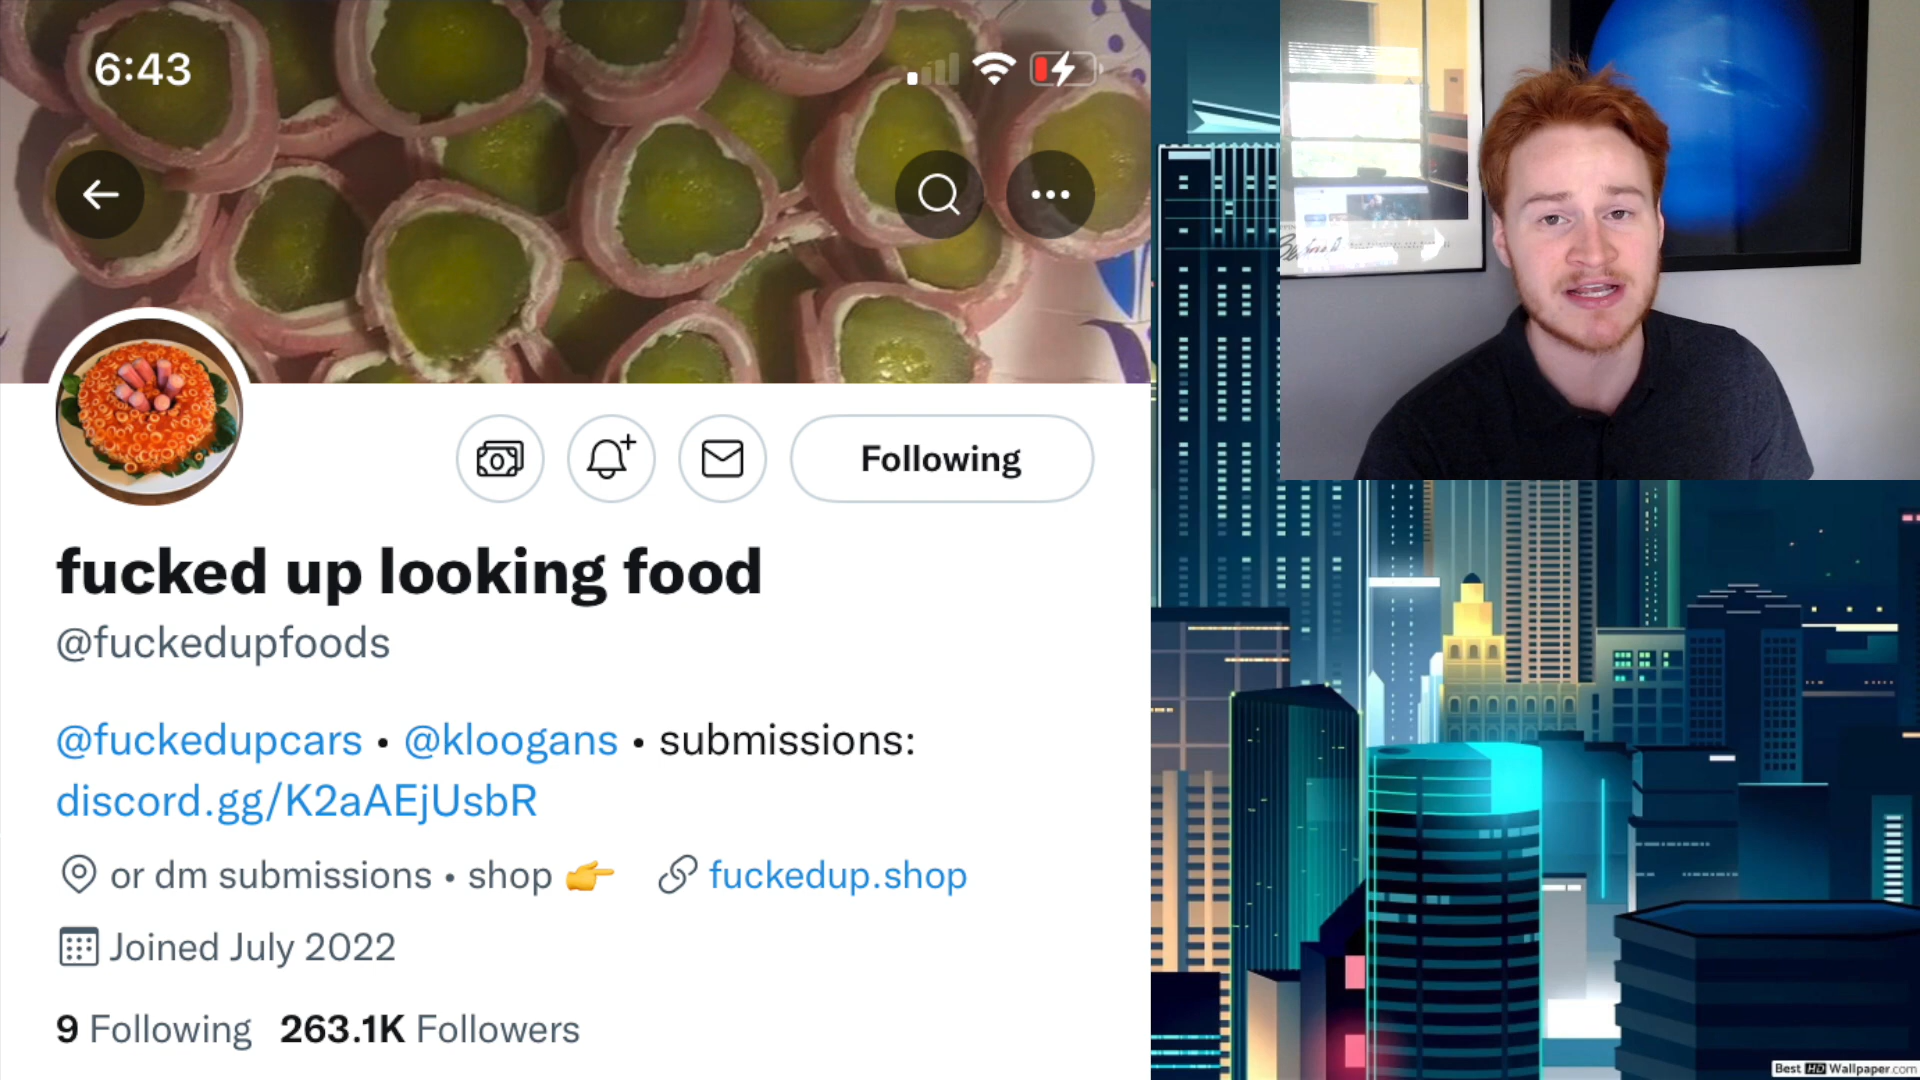 6:43
Following
fucked up looking food
@fuckedupfoods
@fuckedupcars • @kloogans • submissions:
discord.gg/K2aAEjUsbR
or dm submissions • shop 👉 fuckedup.shop
Joined July 2022
9 Following 263.1K Followers
Best HD Wallpaper.com